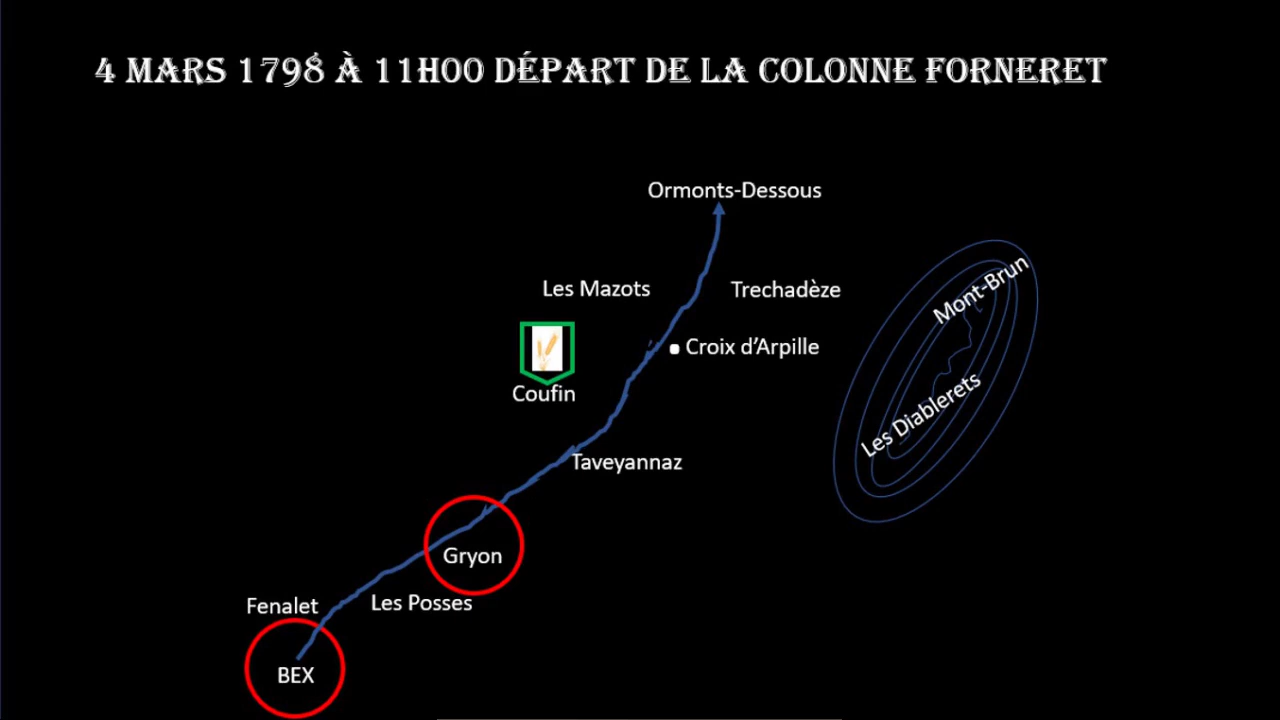 4 MARS 1798 À 11H00 DÉPART DE LA COLONNE FORNERET
Ormonts-Dessous
Les Mazots
Trechadèze
Mont-Brun
Croix d’Arpille
Coufin
Les Diablerets
Taveyannaz
Gryon
Fenalet
Les Posses
BEX